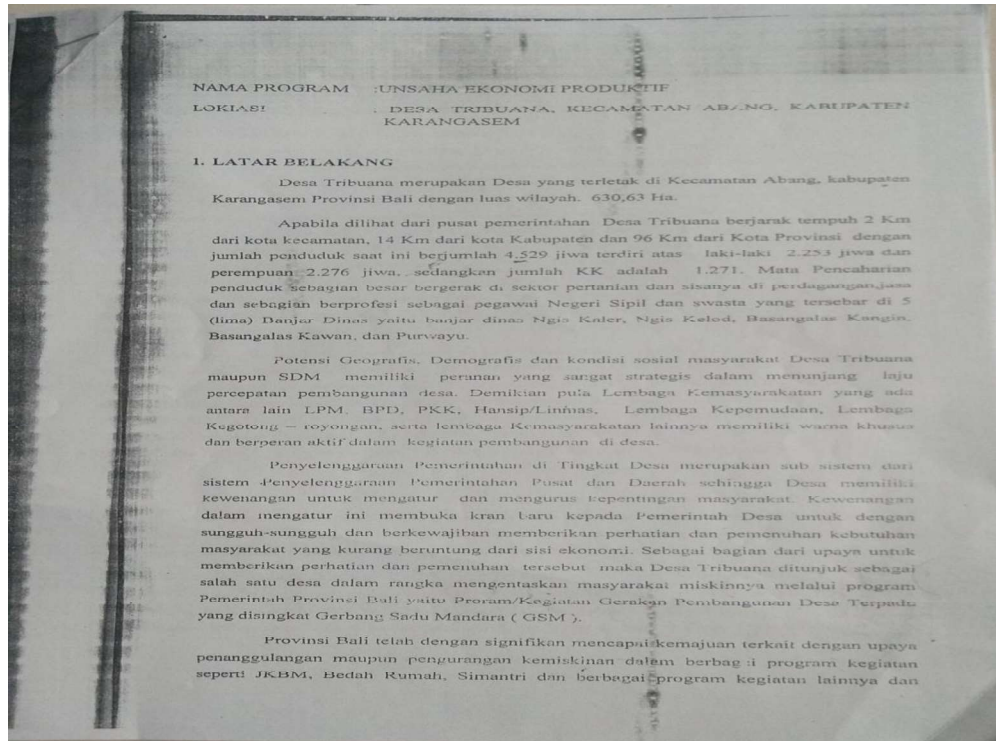 NAMA PROGRAM :UNSAHA EKONOMI PRODUKTIF
LOKIASI : DESA TRIBUANA, KECAMATAN ABANG, KABUPATEN
KARANGASEM
1. LATAR BELAKANG
Desa Tribuana merupakan Desa yang terletak di Kecamatan Abang, kabupaten
Karangasem Provinsi Bali dengan luas wilayah. 630,63 Ha.
Apabila dilihat dari pusat pemerintahan Desa Tribuana berjarak tempuh 2 Km
dari kota kecamatan, 14 Km dari kota Kabupaten dan 96 Km dari Kota Provinsi dengan
jumlah penduduk saat ini berjumlah 4.529 jiwa terdiri atas laki-laki 2.253 jiwa dan
perempuan 2.276 jiwa, sedangkan jumlah KK adalah 1.271. Mata Pencaharian
penduduk sebagian besar bergerak di sektor pertanian dan sisanya di perdagangan,jasa
dan sebagian berprofesi sebagai pegawai Negeri Sipil dan swasta yang tersebar di 5
(lima) Banjar Dinas yaitu banjar dinas Ngis Kaler, Ngis Kelod, Basangalas Kangin,
Basangalas Kawan, dan Purwayu.
Potensi Geografis, Demografis dan kondisi sosial masyarakat Desa Tribuana
maupun SDM memiliki peranan yang sangat strategis dalam menunjang laju
percepatan pembangunan desa. Demikian pula Lembaga Kemasyarakatan yang ada
antara lain LPM, BPD, PKK, Hansip/Linmas, Lembaga Kepemudaan, Lembaga
Kegotong – royongan, serta lembaga Kemasyarakatan lainnya memiliki warna khusus
dan berperan aktif dalam kegiatan pembangunan di desa.
Penyelenggaraan Pemerintahan di Tingkat Desa merupakan sub sistem dari
sistem Penyelenggaraan Pemerintahan Pusat dan Daerah sehingga Desa memiliki
kewenangan untuk mengatur dan mengurus kepentingan masyarakat. Kewenangan
dalam mengatur ini membuka kran baru kepada Pemerintah Desa untuk dengan
sungguh-sungguh dan berkewajiban memberikan perhatian dan pemenuhan kebutuhan
masyarakat yang kurang beruntung dari sisi ekonomi. Sebagai bagian dari upaya untuk
memberikan perhatian dan pemenuhan tersebut maka Desa Tribuana ditunjuk sebagai
salah satu desa dalam rangka mengentaskan masyarakat miskinnya melalui program
Pemerintah Provinsi Bali yaitu Proram/Kegiatan Gerakan Pembangunan Desa Terpadu
yang disingkat Gerbang Sadu Mandara ( GSM ).
Provinsi Bali telah dengan signifikan mencapai kemajuan terkait dengan upaya
penanggulangan maupun pengurangan kemiskinan dalam berbagai program kegiatan
seperti JKBM, Bedah Rumah, Simantri dan berbagai program kegiatan lainnya dan